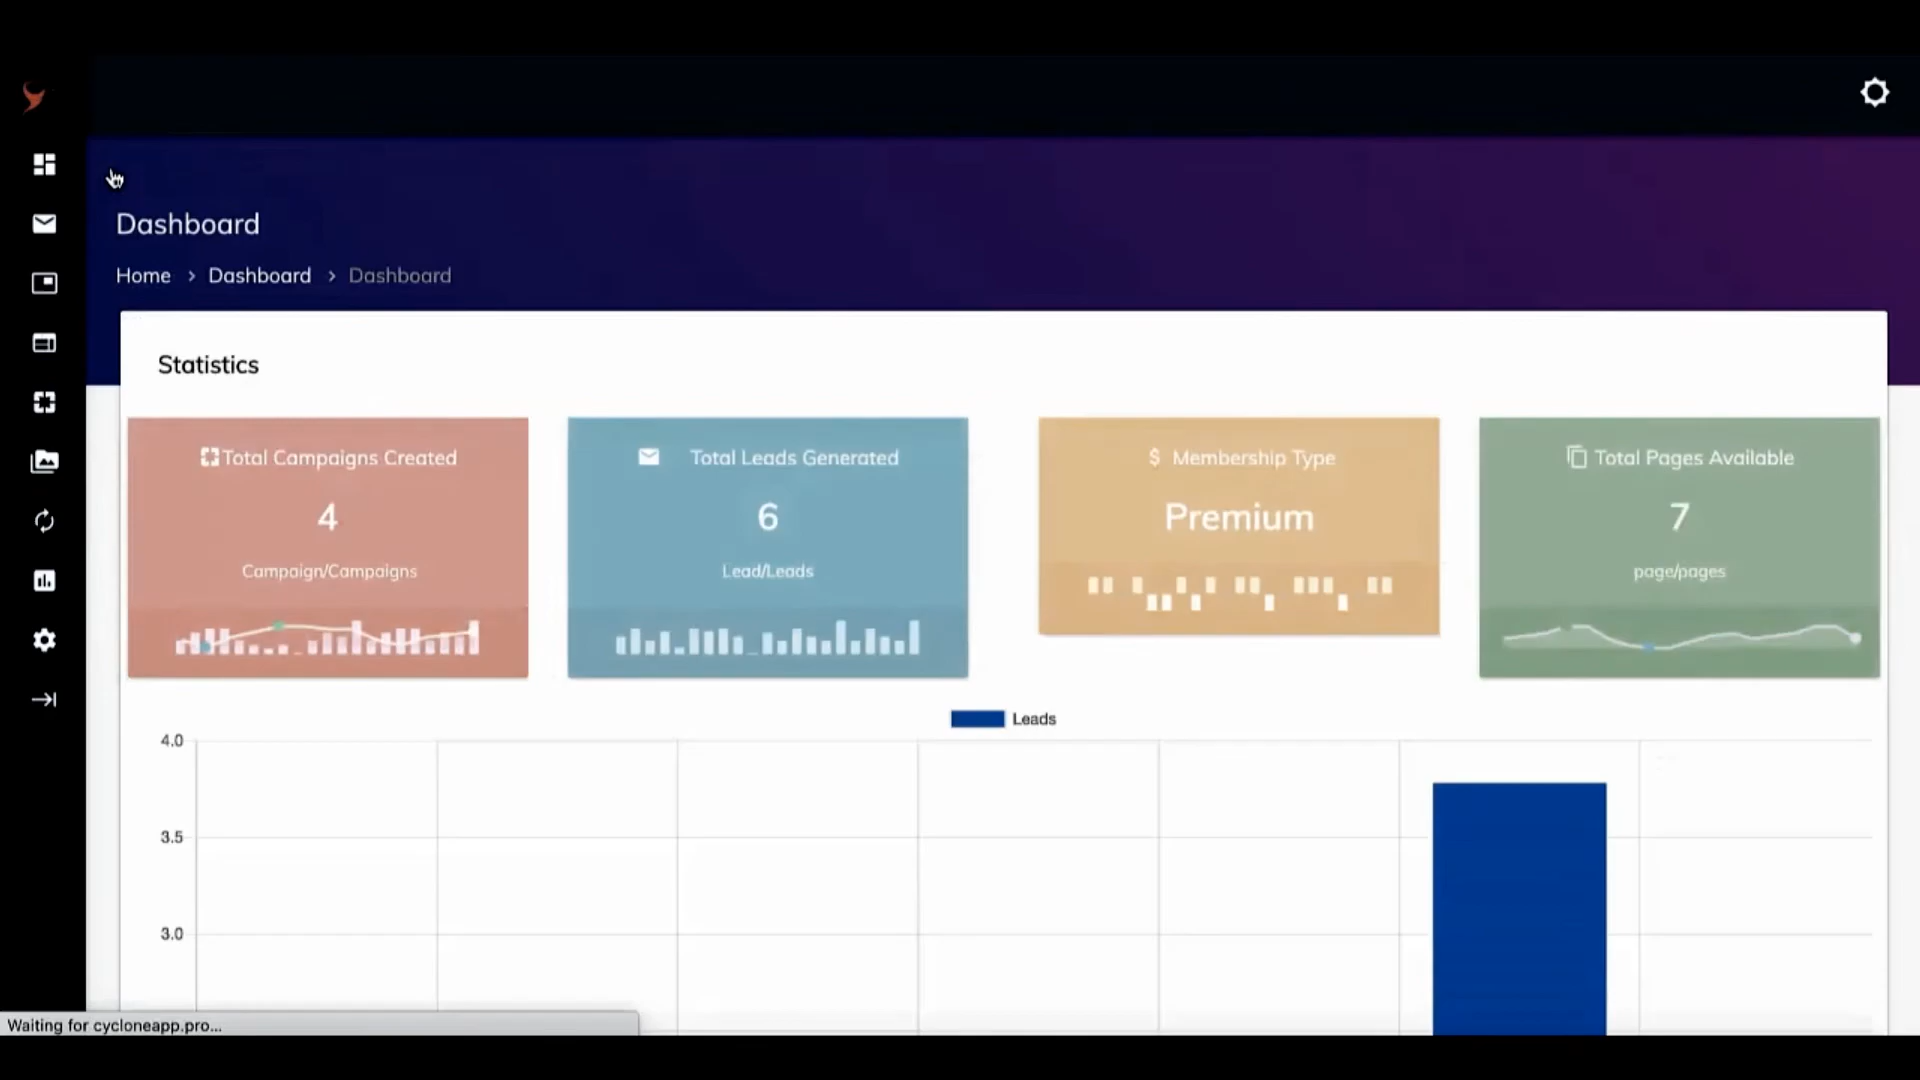 Dashboard
Home > Dashboard > Dashboard
Statistics
Total Campaigns Created
4
Campaign/Campaigns
Total Leads Generated
6
Lead/Leads
$ Membership Type
Premium
Total Pages Available
7
page/pages
Leads
4.0
3.5
3.0
Waiting for cycloneapp.pro...